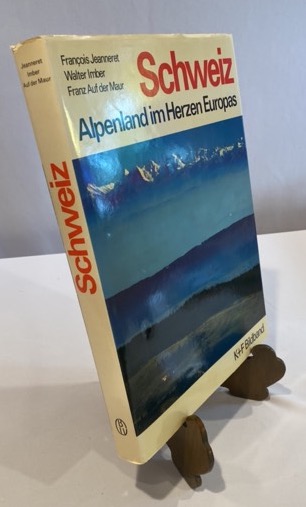 Jeanneret
Imber
Auf der Maur
Schweiz
François Jeanneret
Walter Imber
Franz Auf der Maur
Schweiz
Alpenland im Herzen Europas
K+F Bildband